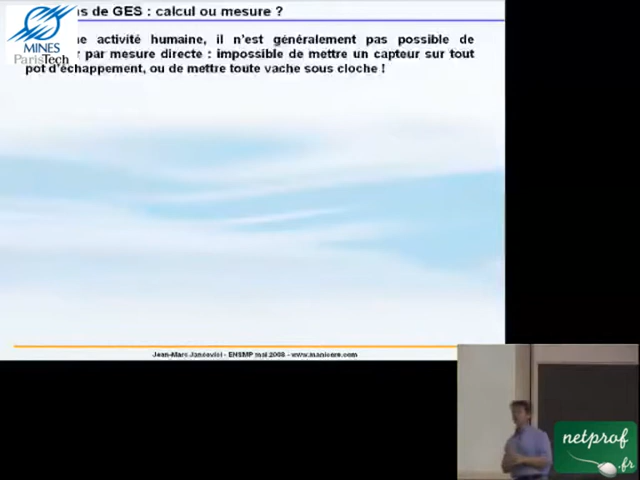 s de GES : calcul ou mesure ?
MINES
ParisTech
e activité humaine, il n'est généralement pas possible de
r par mesure directe : impossible de mettre un capteur sur tout
pot d'échappement, ou de mettre toute vache sous cloche !
Jean-Marc Jancovici - ENSMP mai 2008 - www.manicore.com
netprof
.fr